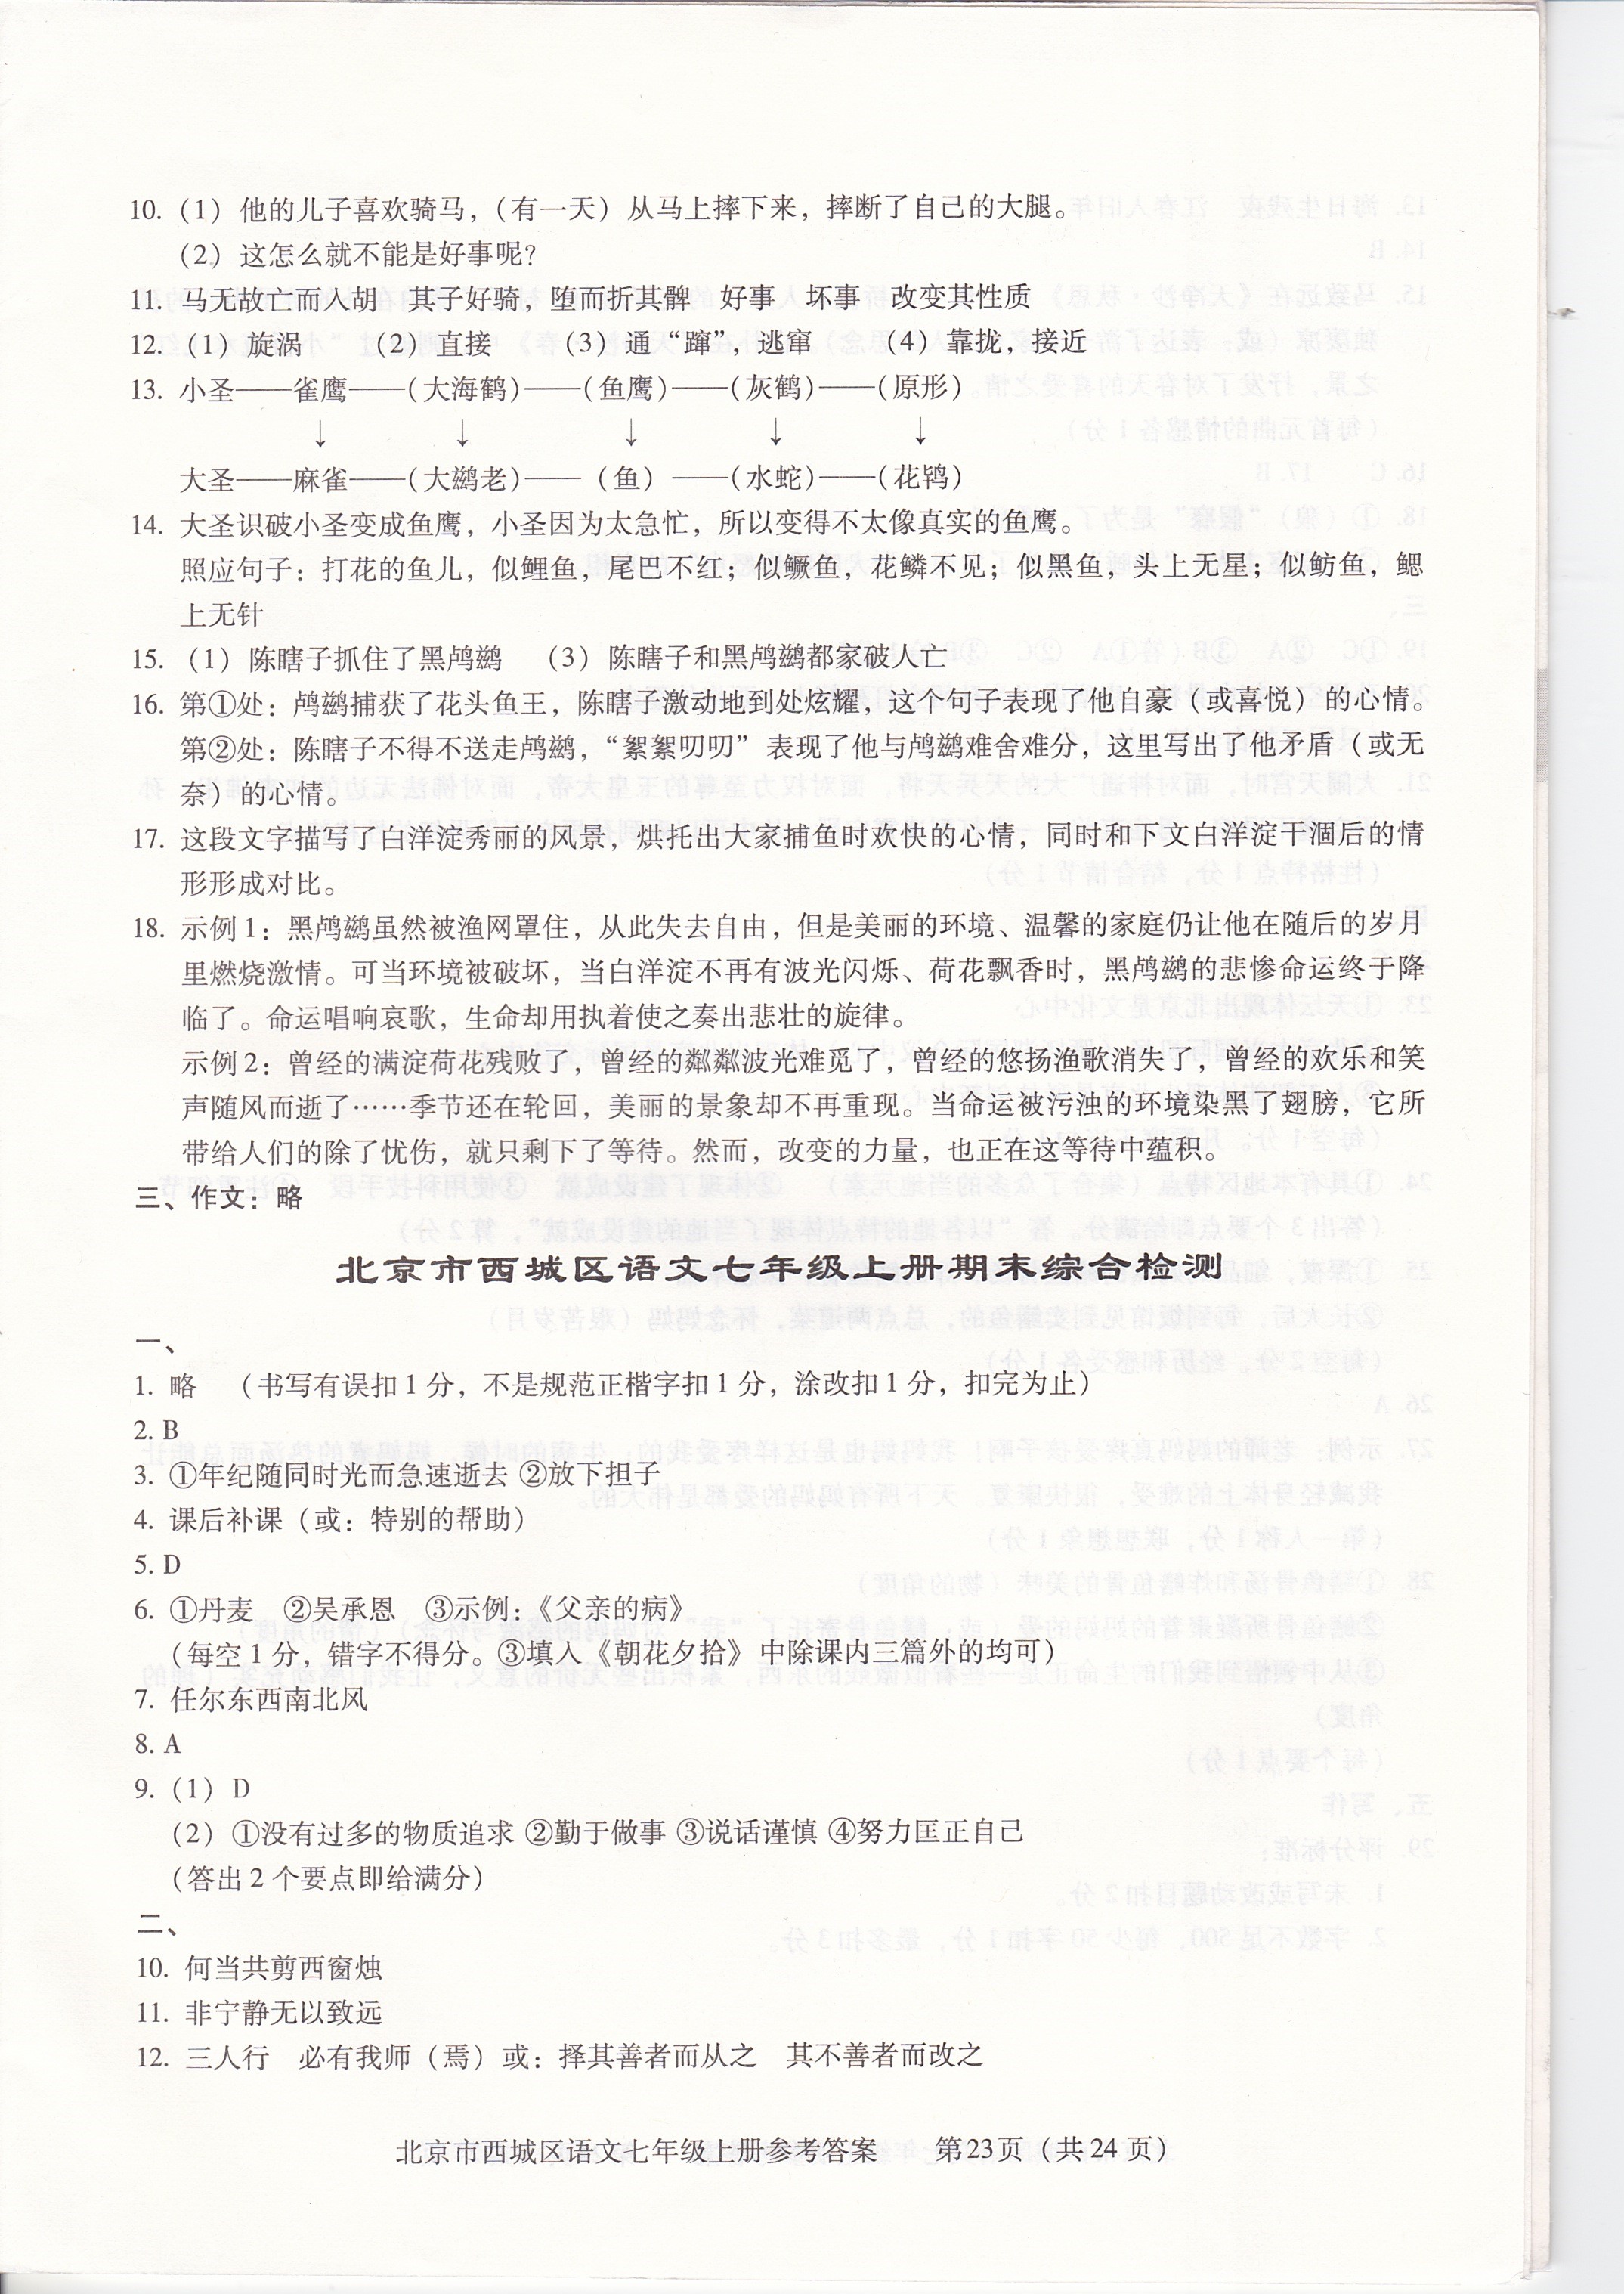 10.（1）他的儿子喜欢骑马，（有一天）从马上摔下来，摔断了自己的大腿。
（2）这怎么就不能是好事呢？
11. 马无故亡而入胡　其子好骑，堕而折其髀　好事　坏事　改变其性质
12.（1）旋涡　（2）直接　（3）通“蹿”，逃窜　（4）靠拢，接近
13. 小圣——雀鹰——（大海鹤）——（鱼鹰）——（灰鹤）——（原形）
↓　↓　↓　↓　↓
大圣——麻雀——（大鹚老）——（鱼）——（水蛇）——（花鸨）
14. 大圣识破小圣变成鱼鹰，小圣因为太急忙，所以变得不太像真实的鱼鹰。
照应句子：打花的鱼儿，似鲤鱼，尾巴不红；似鳜鱼，花鳞不见；似黑鱼，头上无星；似鲂鱼，鳃
上无针
15.（1）陈瞎子抓住了黑鸬鹚　（3）陈瞎子和黑鸬鹚都家破人亡
16. 第①处：鸬鹚捕获了花头鱼王，陈瞎子激动地到处炫耀，这个句子表现了他自豪（或喜悦）的心情。
第②处：陈瞎子不得不送走鸬鹚，“絮絮叨叨”表现了他与鸬鹚难舍难分，这里写出了他矛盾（或无
奈）的心情。
17. 这段文字描写了白洋淀秀丽的风景，烘托出大家捕鱼时欢快的心情，同时和下文白洋淀干涸后的情
形形成对比。
18. 示例1：黑鸬鹚虽然被渔网罩住，从此失去自由，但是美丽的环境、温馨的家庭仍让他在随后的岁月
里燃烧激情。可当环境被破坏，当白洋淀不再有波光闪烁、荷花飘香时，黑鸬鹚的悲惨命运终于降
临了。命运唱响哀歌，生命却用执着使之奏出悲壮的旋律。
示例2：曾经的满淀荷花残败了，曾经的粼粼波光难觅了，曾经的悠扬渔歌消失了，曾经的欢乐和笑
声随风而逝了……季节还在轮回，美丽的景象却不再重现。当命运被污浊的环境染黑了翅膀，它所
带给人们的除了忧伤，就只剩下了等待。然而，改变的力量，也正在这等待中蕴积。
三、作文：略
北京市西城区语文七年级上册期末综合检测
一、
1. 略　（书写有误扣1分，不是规范正楷字扣1分，涂改扣1分，扣完为止）
2. B
3. ①年纪随同时光而急速逝去 ②放下担子
4. 课后补课（或：特别的帮助）
5. D
6. ①丹麦　②吴承恩　③示例：《父亲的病》
（每空1分，错字不得分。③填入《朝花夕拾》中除课内三篇外的均可）
7. 任尔东西南北风
8. A
9.（1）D
（2）①没有过多的物质追求 ②勤于做事 ③说话谨慎 ④努力匡正自己
（答出2个要点即给满分）
二、
10. 何当共剪西窗烛
11. 非宁静无以致远
12. 三人行　必有我师（焉）或：择其善者而从之　其不善者而改之
北京市西城区语文七年级上册参考答案　第23页（共24页）